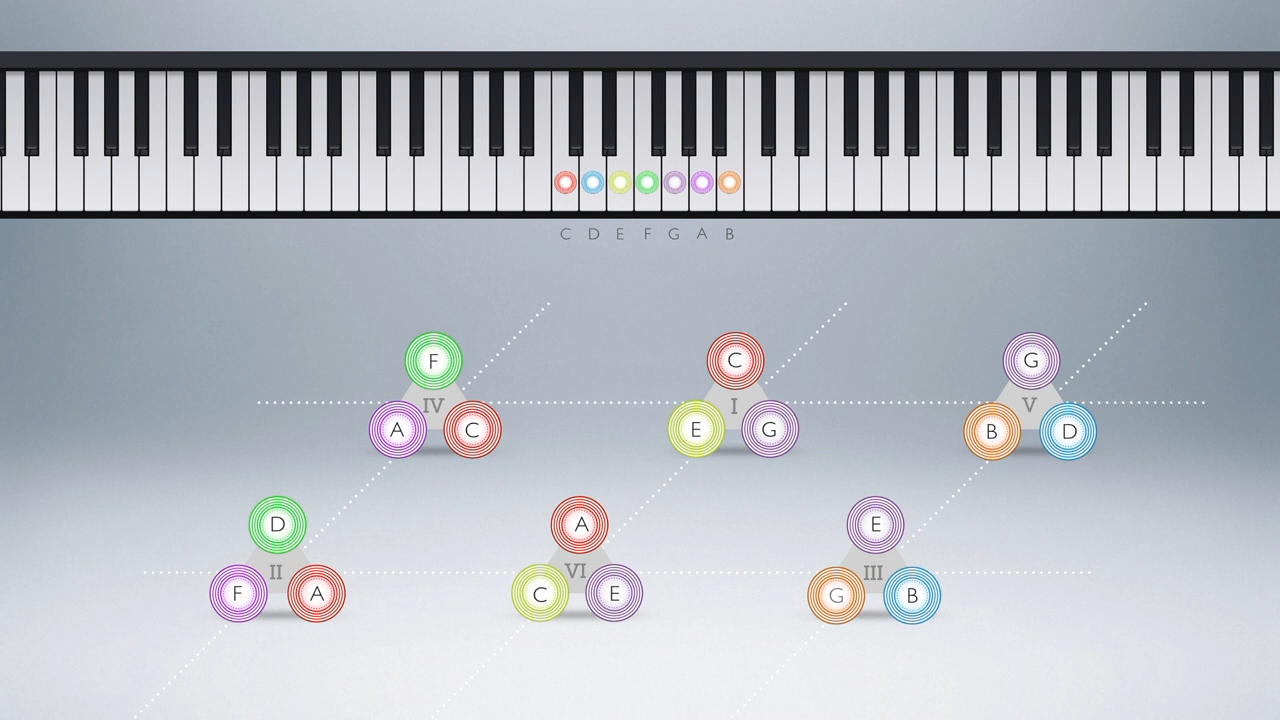 C D E F G A B
F C G
IV I V
A C E G B D
D A E
II VI III
F A C E G B